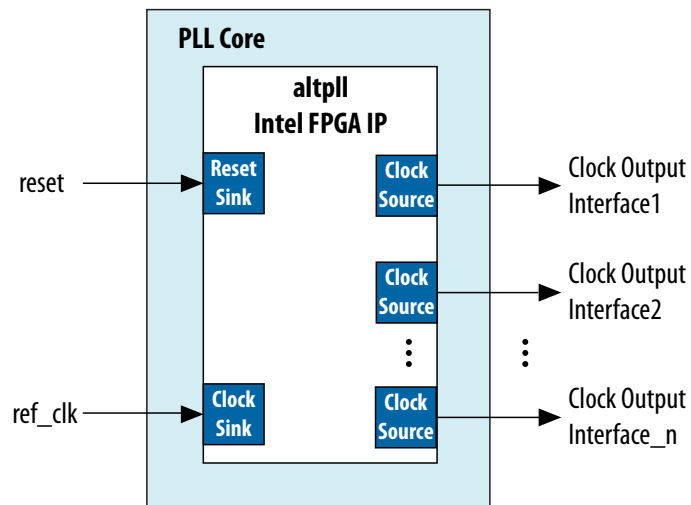 PLL Core
altpll
Intel FPGA IP
reset
Reset
Sink
Clock
Source
Clock Output
Interface1
Clock
Source
Clock Output
Interface2
ref_clk
Clock
Sink
Clock
Source
Clock Output
Interface_n